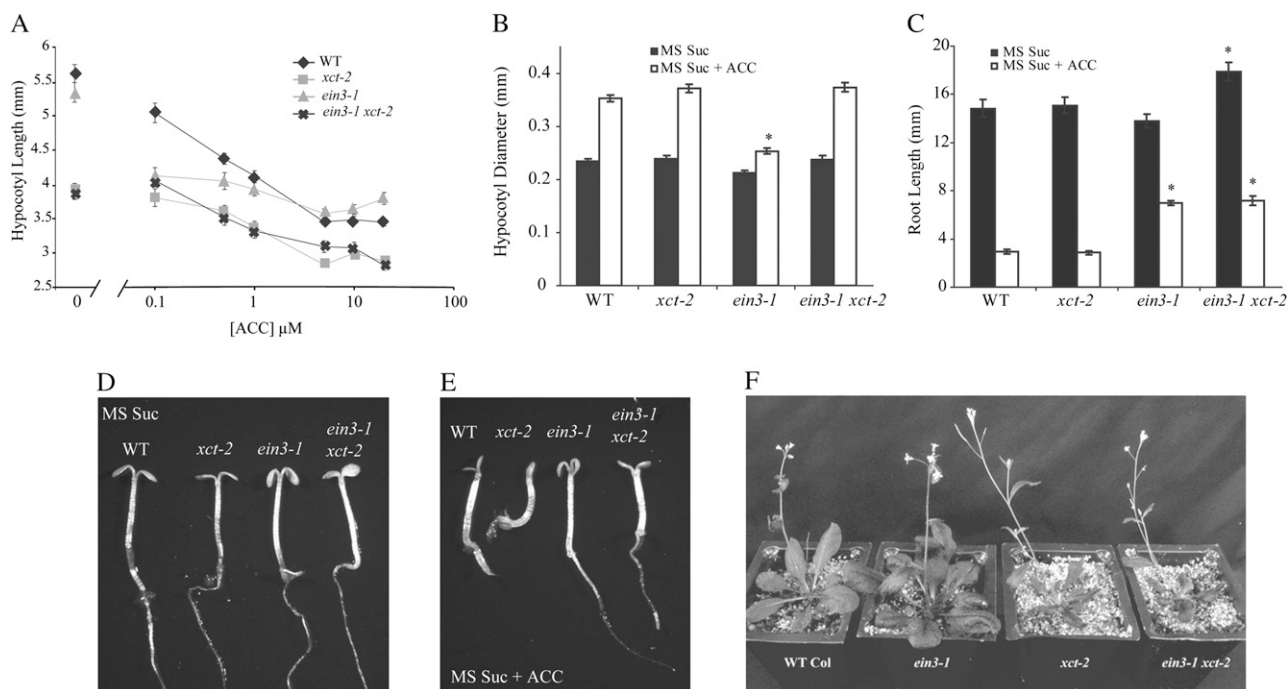 A
Hypocotyl Length (mm)
6
5.5
5
4.5
4
3.5
3
2.5
0
0.1
1
10
100
[ACC] µM
WT
xct-2
ein3-1
ein3-1 xct-2
B
Hypocotyl Diameter (mm)
MS Suc
MS Suc + ACC
0.4
0.3
0.2
0.1
0
*
WT
xct-2
ein3-1
ein3-1 xct-2
C
Root Length (mm)
MS Suc
MS Suc + ACC
20
16
12
8
4
0
*
*
*
WT
xct-2
ein3-1
ein3-1 xct-2
D
MS Suc
WT
xct-2
ein3-1
ein3-1
xct-2
E
WT
xct-2
ein3-1
ein3-1
xct-2
MS Suc + ACC
F
WT Col
ein3-1
xct-2
ein3-1 xct-2